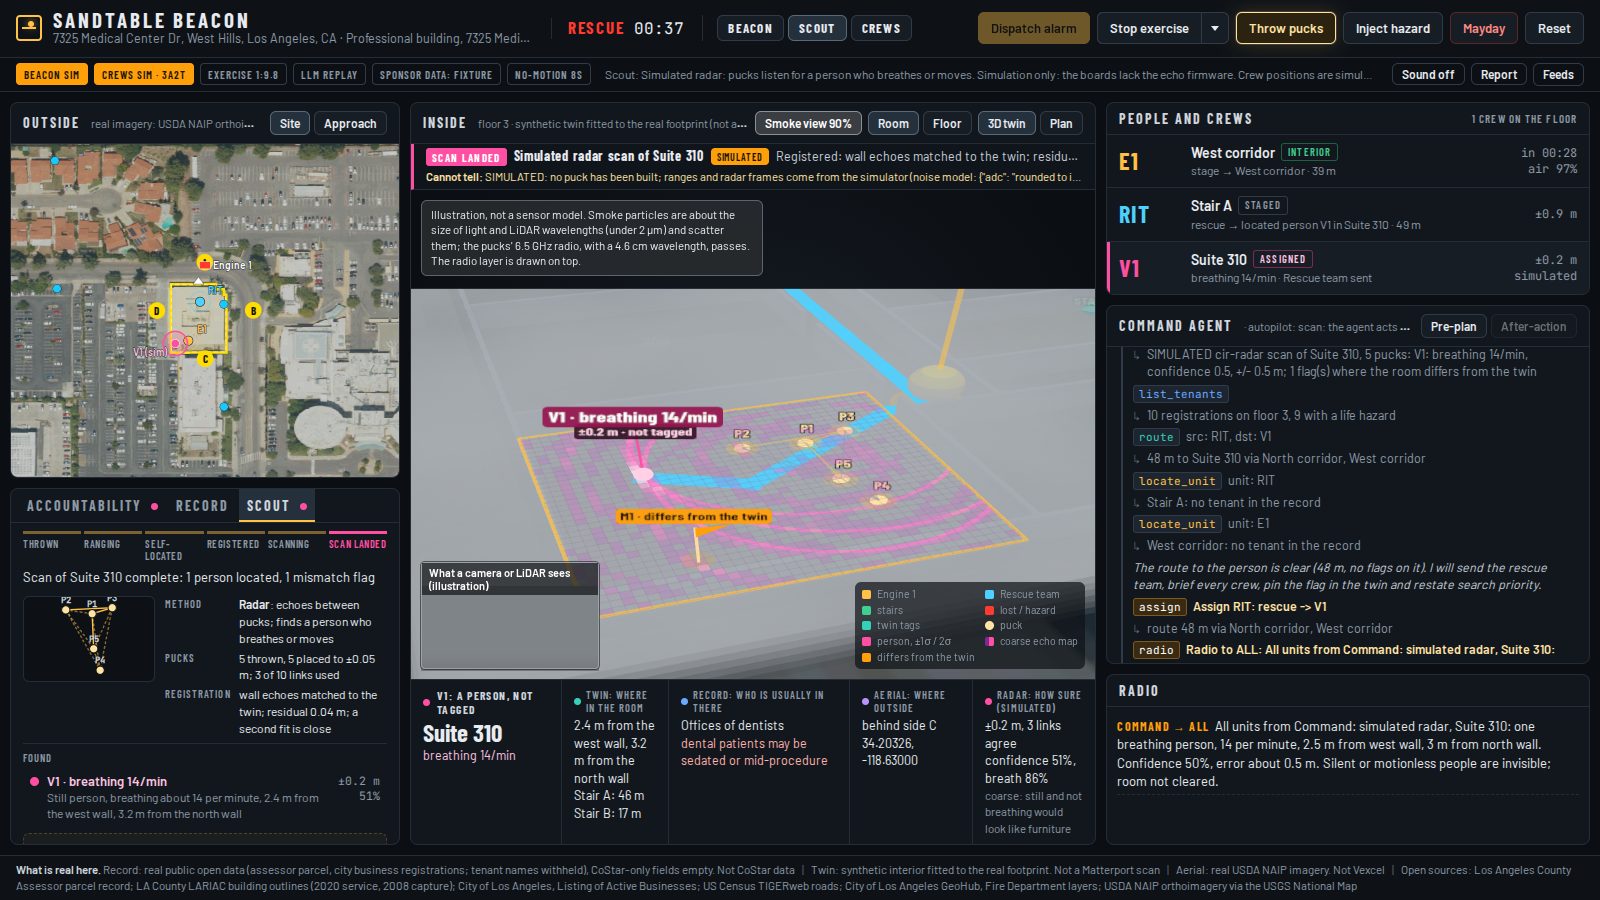 SANDTABLE BEACON
7325 Medical Center Dr, West Hills, Los Angeles, CA · Professional building, 7325 Medi...
RESCUE 00:37
BEACON SCOUT CREWS
Dispatch alarm Stop exercise Throw pucks Inject hazard Mayday Reset
BEACON SIM CREWS SIM · 3A2T EXERCISE 1:9.8 LLM REPLAY SPONSOR DATA: FIXTURE NO-MOTION 8S
Scout: Simulated radar: pucks listen for a person who breathes or moves. Simulation only: the boards lack the echo firmware. Crew positions are simul...
Sound off Report Feeds
OUTSIDE real imagery: USDA NAIP orthoi... Site Approach
Engine 1
RIT
D
B
E1
V1 (sim)
C
ACCOUNTABILITY RECORD SCOUT
THROWN RANGING SELF-LOCATED REGISTERED SCANNING SCAN LANDED
Scan of Suite 310 complete: 1 person located, 1 mismatch flag
P2 P1 P3
P5
P4
METHOD Radar: echoes between
pucks; finds a person who
breathes or moves
PUCKS 5 thrown, 5 placed to ±0.05
m; 3 of 10 links used
REGISTRATION wall echoes matched to the
twin; residual 0.04 m; a
second fit is close
FOUND
V1 · breathing 14/min ±0.2 m
Still person, breathing about 14 per minute, 2.4 m from 51%
the west wall, 3.2 m from the north wall
INSIDE floor 3 · synthetic twin fitted to the real footprint (not a... Smoke view 90% Room Floor 3D twin Plan
SCAN LANDED Simulated radar scan of Suite 310 SIMULATED Registered: wall echoes matched to the twin; residu...
Cannot tell: SIMULATED: no puck has been built; ranges and radar frames come from the simulator (noise model: {"adc": "rounded to i...
Illustration, not a sensor model. Smoke particles are about the
size of light and LiDAR wavelengths (under 2 µm) and scatter
them; the pucks' 6.5 GHz radio, with a 4.6 cm wavelength, passes.
The radio layer is drawn on top.
V1 · breathing 14/min
±0.2 m · not tagged
P3
P1
P2
P5
P4
M1 · differs from the twin
What a camera or LiDAR sees
(illustration)
Engine 1 Rescue team
stairs lost / hazard
twin tags puck
person, ±1σ / 2σ coarse echo map
differs from the twin
V1: A PERSON, NOT
TAGGED
Suite 310
breathing 14/min
TWIN: WHERE
IN THE ROOM
2.4 m from the
west wall, 3.2
m from the
north wall
Stair A: 46 m
Stair B: 17 m
RECORD: WHO IS USUALLY IN
THERE
Offices of dentists
dental patients may be
sedated or mid-procedure
AERIAL: WHERE
OUTSIDE
behind side C
34.20326,
-118.63000
RADAR: HOW SURE
(SIMULATED)
±0.2 m, 3 links
agree
confidence 51%,
breath 86%
coarse: still and not
breathing would
look like furniture
PEOPLE AND CREWS 1 CREW ON THE FLOOR
E1 West corridor INTERIOR in 00:28
stage → West corridor · 39 m air 97%
RIT Stair A STAGED ±0.9 m
rescue → located person V1 in Suite 310 · 49 m
V1 Suite 310 ASSIGNED ±0.2 m
breathing 14/min · Rescue team sent simulated
COMMAND AGENT · autopilot: scan: the agent acts ... Pre-plan After-action
↳ SIMULATED cir-radar scan of Suite 310, 5 pucks: V1: breathing 14/min,
confidence 0.5, +/- 0.5 m; 1 flag(s) where the room differs from the twin
list_tenants
↳ 10 registrations on floor 3, 9 with a life hazard
route src: RIT, dst: V1
↳ 48 m to Suite 310 via North corridor, West corridor
locate_unit unit: RIT
↳ Stair A: no tenant in the record
locate_unit unit: E1
↳ West corridor: no tenant in the record
The route to the person is clear (48 m, no flags on it). I will send the rescue
team, brief every crew, pin the flag in the twin and restate search priority.
assign Assign RIT: rescue -> V1
↳ route 48 m via North corridor, West corridor
radio Radio to ALL: All units from Command: simulated radar, Suite 310:
RADIO
COMMAND → ALL All units from Command: simulated radar, Suite 310: one
breathing person, 14 per minute, 2.5 m from west wall, 3 m from north wall.
Confidence 50%, error about 0.5 m. Silent or motionless people are invisible;
room not cleared.
What is real here. Record: real public open data (assessor parcel, city business registrations; tenant names withheld), CoStar-only fields empty. Not CoStar data | Twin: synthetic interior fitted to the real footprint. Not a Matterport scan | Aerial: real USDA NAIP imagery. Not Vexcel | Open sources: Los Angeles County
Assessor parcel record; LA County LARIAC building outlines (2020 service, 2008 capture); City of Los Angeles, Listing of Active Businesses; US Census TIGERweb roads; City of Los Angeles GeoHub, Fire Department layers; USDA NAIP orthoimagery via the USGS National Map